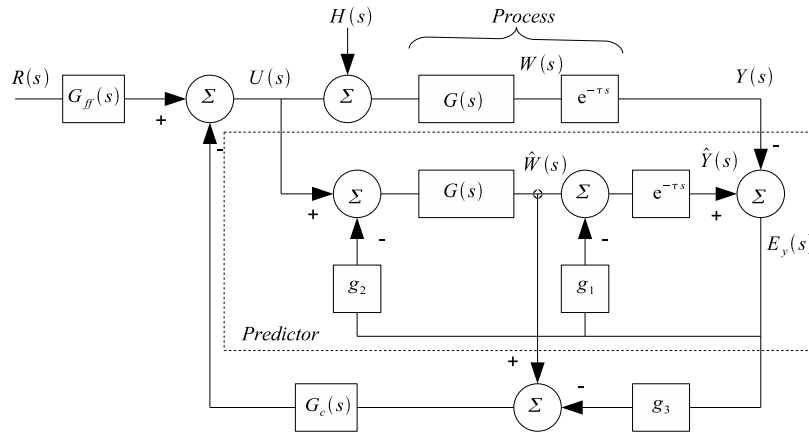 H(s)
Process
R(s)
G_ff(s)
+
Σ
U(s)
Σ
G(s)
W(s)
e^{-τs}
Y(s)
-
-
Ŵ(s)
Ŷ(s)
+
Σ
G(s)
Σ
e^{-τs}
+
Σ
-
-
E_y(s)
g_2
g_1
Predictor
+
-
G_c(s)
Σ
g_3